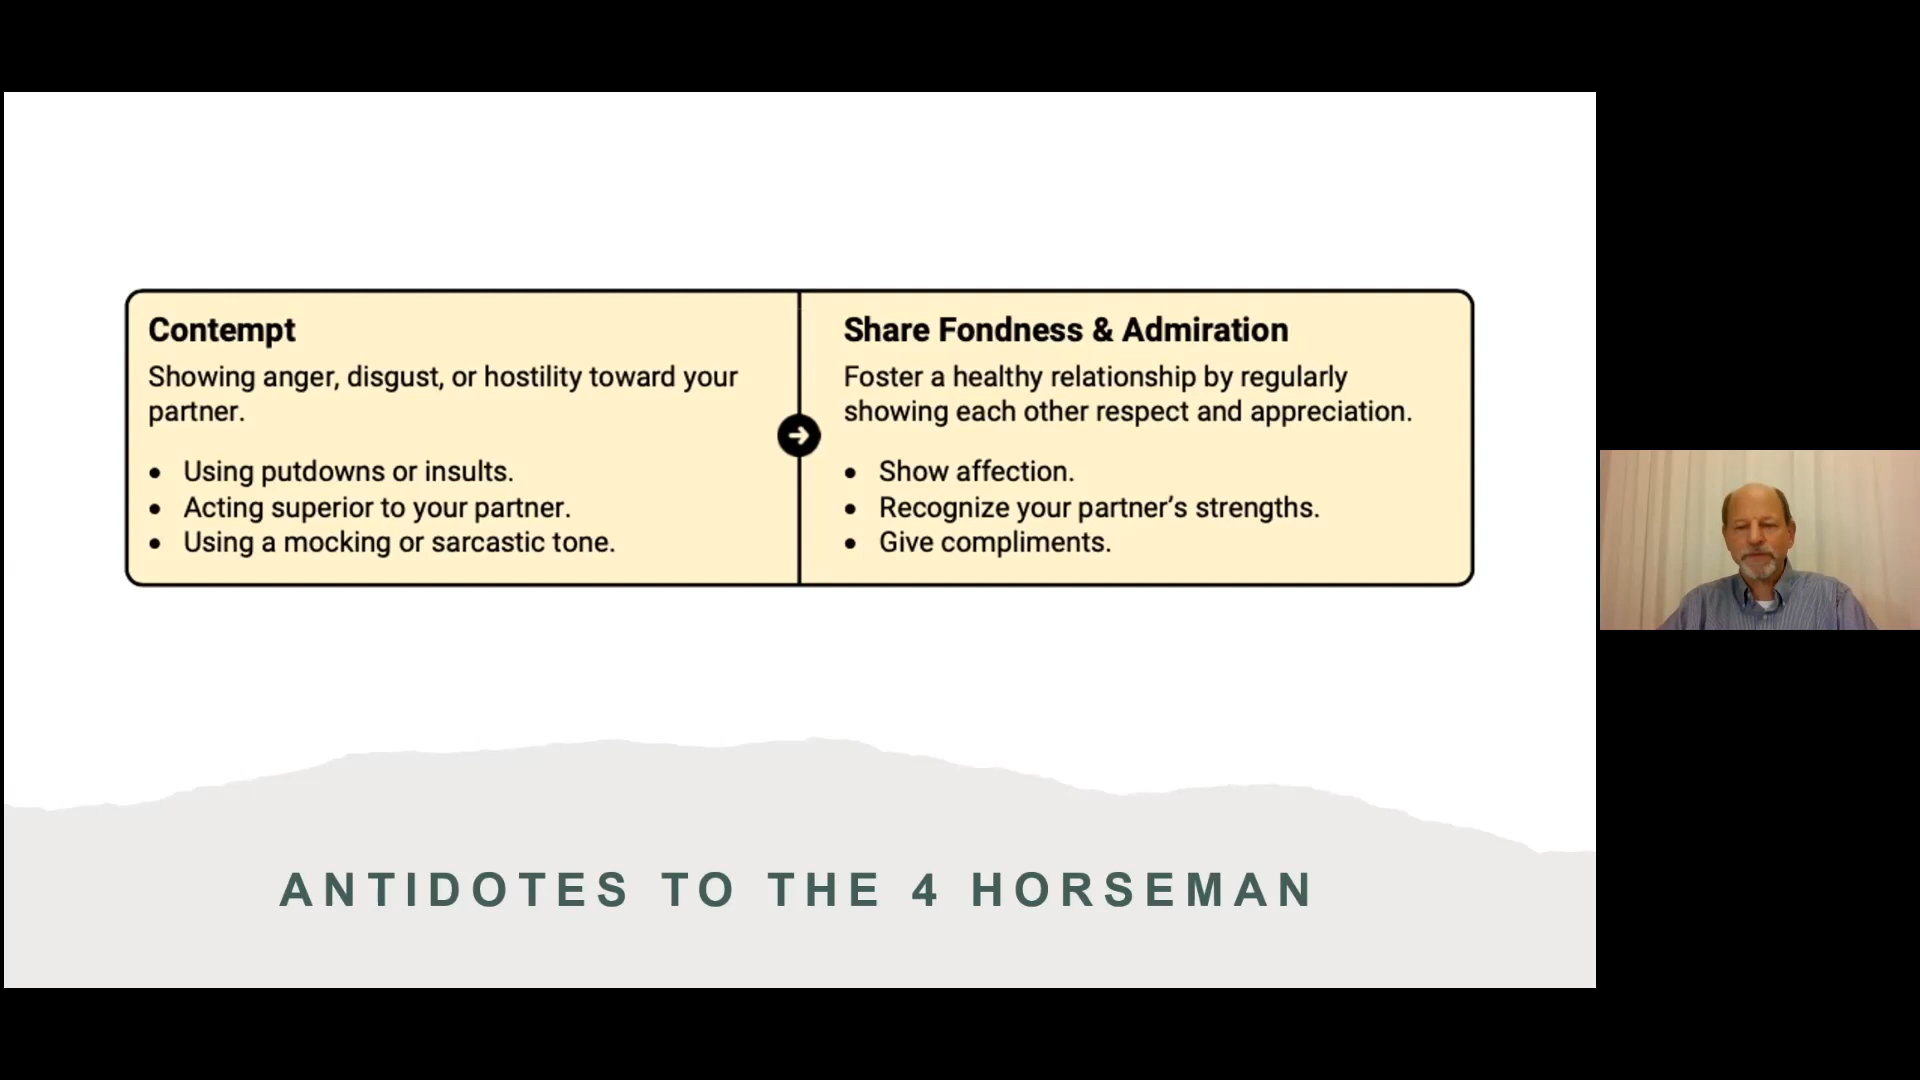 Contempt
Showing anger, disgust, or hostility toward your
partner.
• Using putdowns or insults.
• Acting superior to your partner.
• Using a mocking or sarcastic tone.
Share Fondness & Admiration
Foster a healthy relationship by regularly
showing each other respect and appreciation.
• Show affection.
• Recognize your partner’s strengths.
• Give compliments.
ANTIDOTES TO THE 4 HORSEMAN